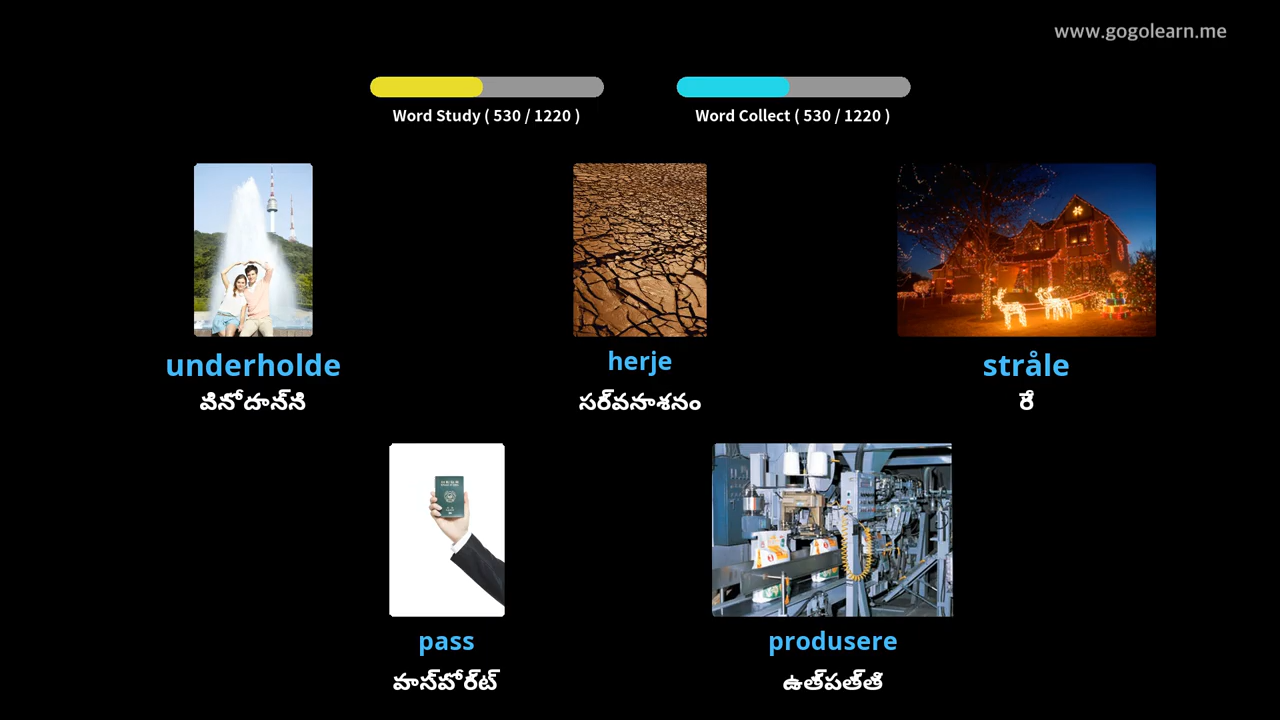 www.gogolearn.me
Word Study ( 530 / 1220 )
Word Collect ( 530 / 1220 )
underholde
వినోదాన్ని
herje
సర్వనాశనం
stråle
రే
pass
పాస్పోర్ట్
produsere
ఉత్పత్తి